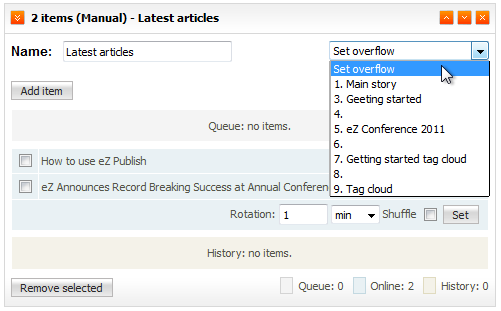 2 items (Manual) - Latest articles
Name: Latest articles
Set overflow
Set overflow
1. Main story
3. Geeting started
4.
5. eZ Conference 2011
6.
7. Getting started tag cloud
8.
9. Tag cloud
Add item
Queue: no items.
How to use eZ Publish
eZ Announces Record Breaking Success at Annual Conferen
Rotation: 1 min Shuffle Set
History: no items.
Remove selected Queue: 0 Online: 2 History: 0